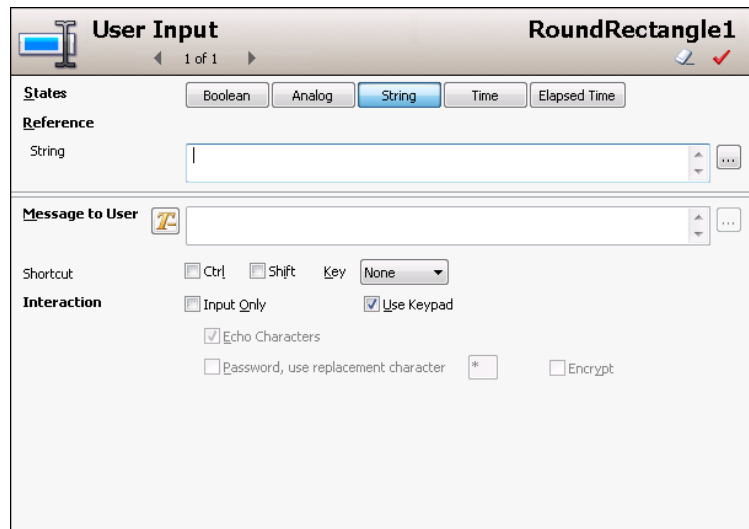 User Input
RoundRectangle1
1 of 1
States
Boolean
Analog
String
Time
Elapsed Time
Reference
String
...
Message to User
T
...
Shortcut
Ctrl
Shift
Key
None
Interaction
Input Only
Use Keypad
Echo Characters
Password, use replacement character
*
Encrypt